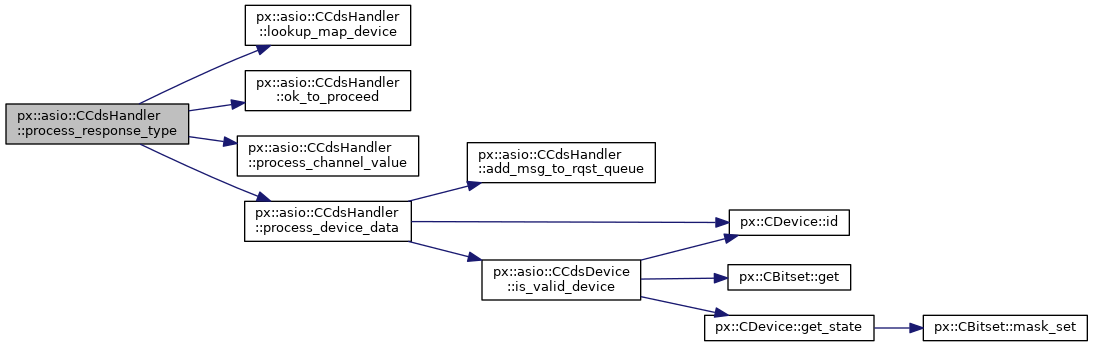 px::asio::CCdsHandler
::process_response_type
px::asio::CCdsHandler
::lookup_map_device
px::asio::CCdsHandler
::ok_to_proceed
px::asio::CCdsHandler
::process_channel_value
px::asio::CCdsHandler
::process_device_data
px::asio::CCdsHandler
::add_msg_to_rqst_queue
px::asio::CCdsDevice
::is_valid_device
px::CDevice::id
px::CBitset::get
px::CDevice::get_state
px::CBitset::mask_set